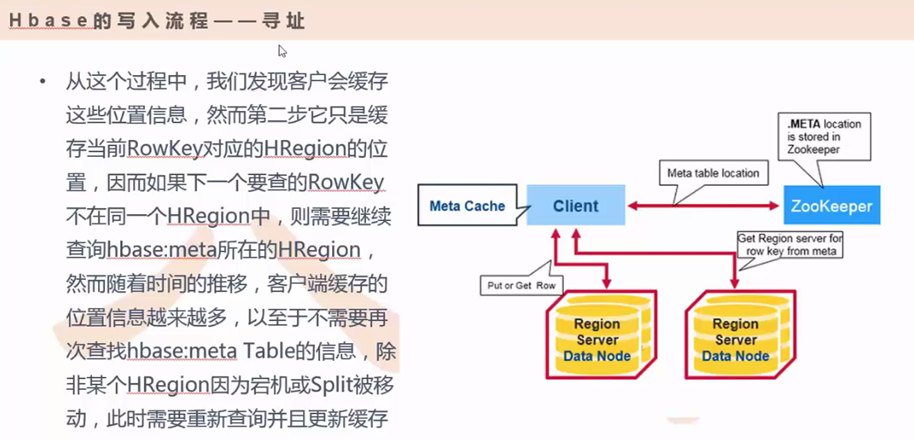 Hbase的写入流程——寻址
• 从这个过程中，我们发现客户会缓存
这些位置信息，然而第二步它只是缓
存当前RowKey对应的HRegion的位
置，因而如果下一个要查的RowKey
不在同一个HRegion中，则需要继续
查询hbase:meta所在的HRegion，
然而随着时间的推移，客户端缓存的
位置信息越来越多，以至于不需要再
次查找hbase:meta Table的信息，除
非某个HRegion因为宕机或Split被移
动，此时需要重新查询并且更新缓存
.META location
is stored in
Zookeeper
Meta table location
Meta Cache
Client
ZooKeeper
Get Region server for
row key from meta
Put or Get Row
Region
Server
Data Node
Region
Server
Data Node